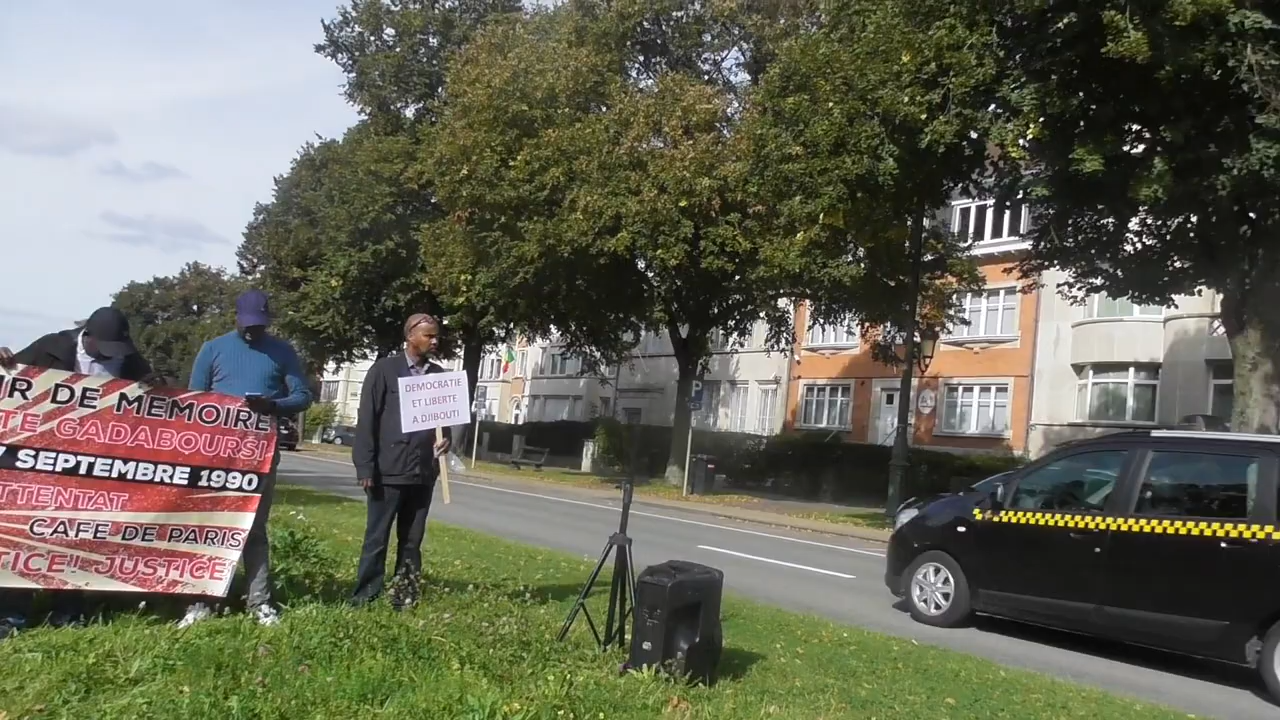 R DE MEMOIRE
TE GADABOURSI
SEPTEMBRE 1990
TTENTAT
CAFE DE PARIS
TICE! JUSTICE
DEMOCRATIE
ET LIBERTE
A DJIBOUTI
P